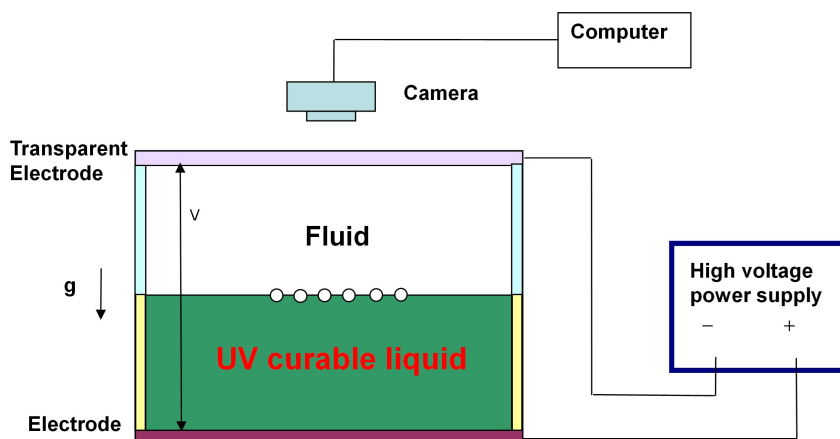 Computer
Camera
Transparent
Electrode
V
Fluid
g
High voltage
power supply
− +
UV curable liquid
Electrode